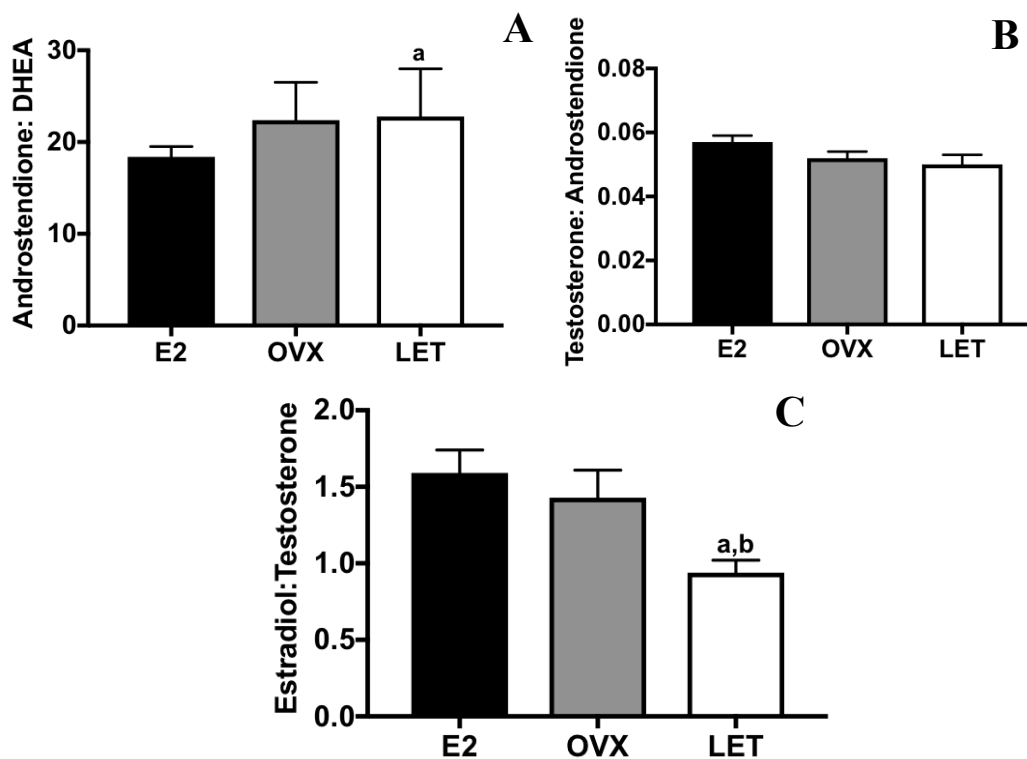 A
Androstendione: DHEA
30
20
10
0
a
E2 OVX LET
B
Testosterone: Androstendione
0.08
0.06
0.04
0.02
0.00
E2 OVX LET
C
Estradiol:Testosterone
2.0
1.5
1.0
0.5
0.0
a,b
E2 OVX LET